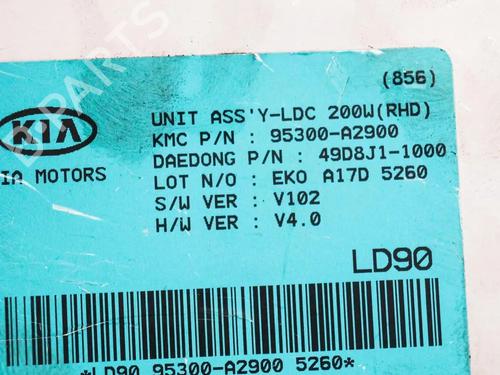 (856)
UNIT ASS'Y-LDC 200W(RHD)
KIA
KMC P/N : 95300-A2900
DAEDONG P/N : 49D8J1-1000
IA MOTORS
LOT N/O : EKO A17D 5260
S/W VER : V102
H/W VER : V4.0
LD90
*LD90 95300-A2900 5260*
D PARTS